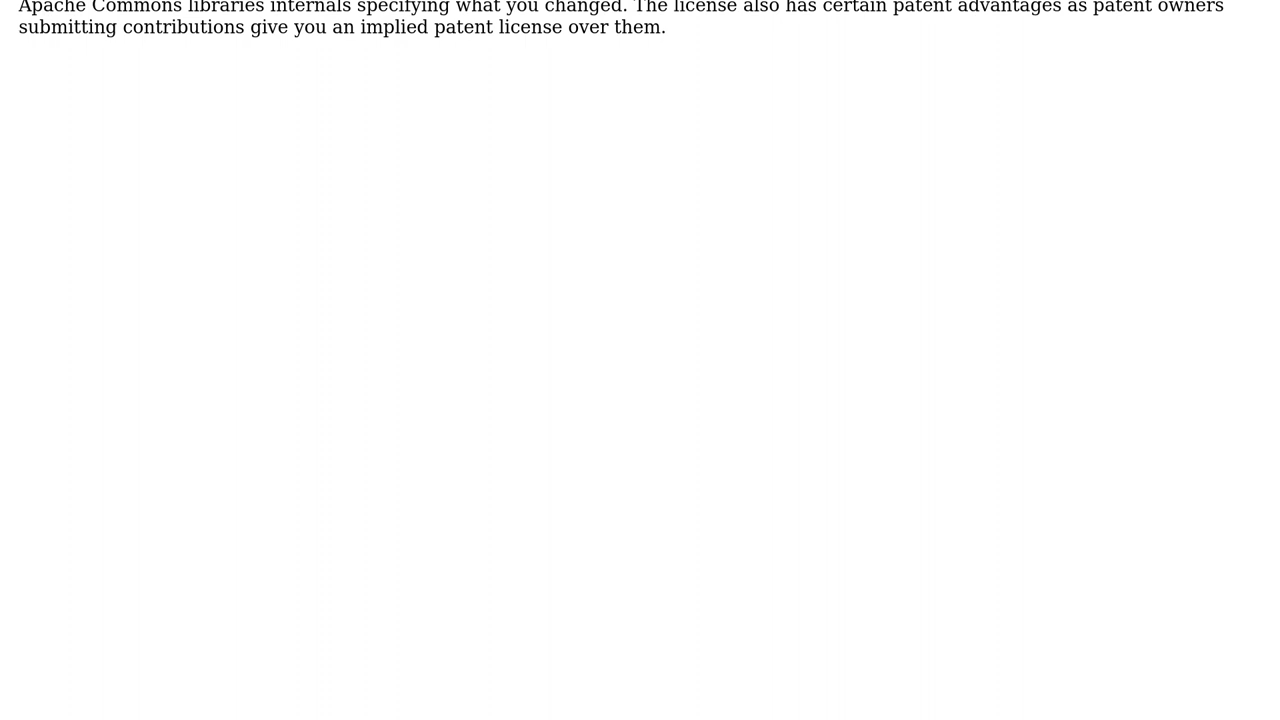 Apache Commons libraries internals specifying what you changed. The license also has certain patent advantages as patent owners
submitting contributions give you an implied patent license over them.